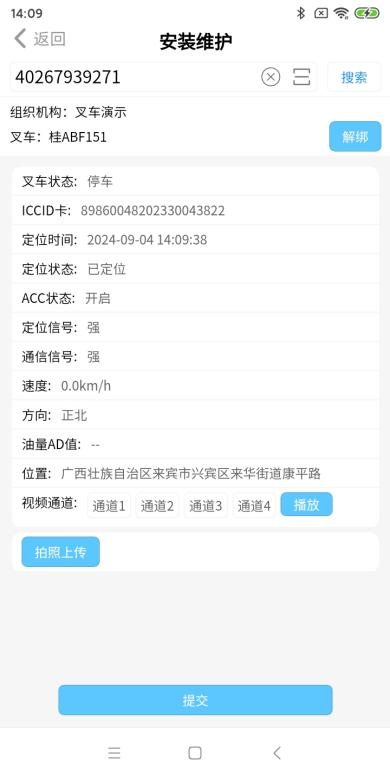 14:09
返回
安装维护
40267939271
搜索
组织机构：叉车演示
叉车：桂ABF151
解绑
叉车状态: 停车
ICCID卡: 89860048202330043822
定位时间: 2024-09-04 14:09:38
定位状态: 已定位
ACC状态: 开启
定位信号: 强
通信信号: 强
速度: 0.0km/h
方向: 正北
油量AD值: --
位置: 广西壮族自治区来宾市兴宾区来华街道康平路
视频通道: 通道1 通道2 通道3 通道4 播放
拍照上传
提交